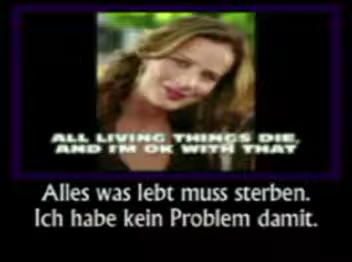 ALL LIVING THINGS DIE,
AND I'M OK WITH THAT
Alles was lebt muss sterben.
Ich habe kein Problem damit.